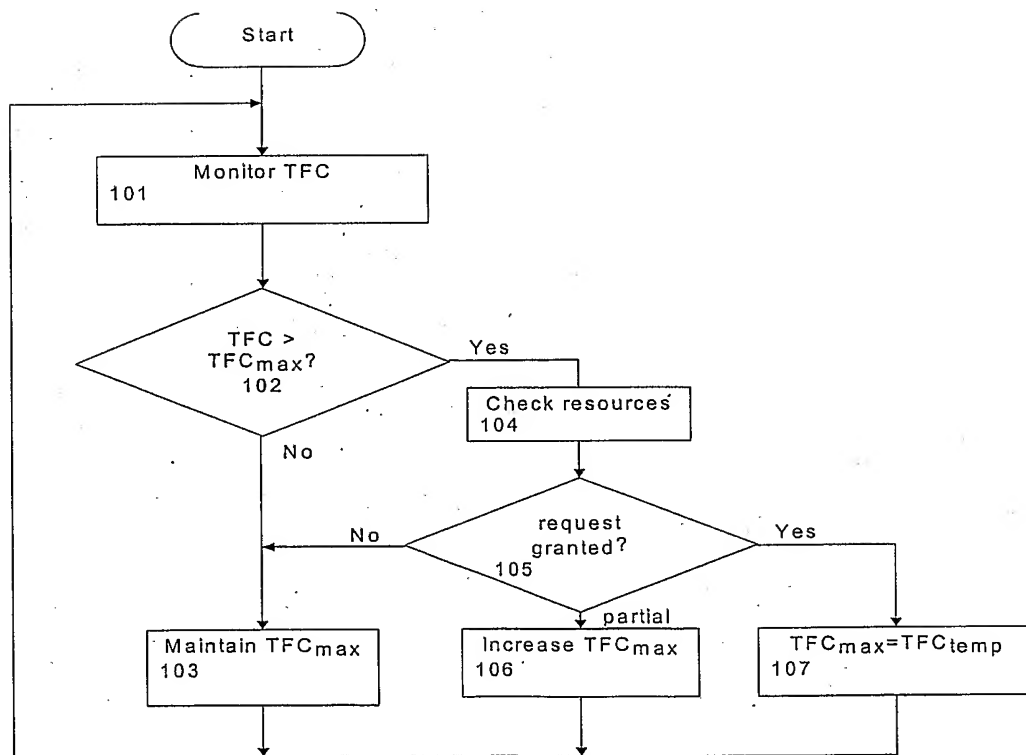 Start
Monitor TFC
101
TFC >
TFCmax?
102
Yes
No
Check resources
104
request
granted?
105
No
Yes
partial
Maintain TFCmax
103
Increase TFCmax
106
TFCmax=TFCtemp
107